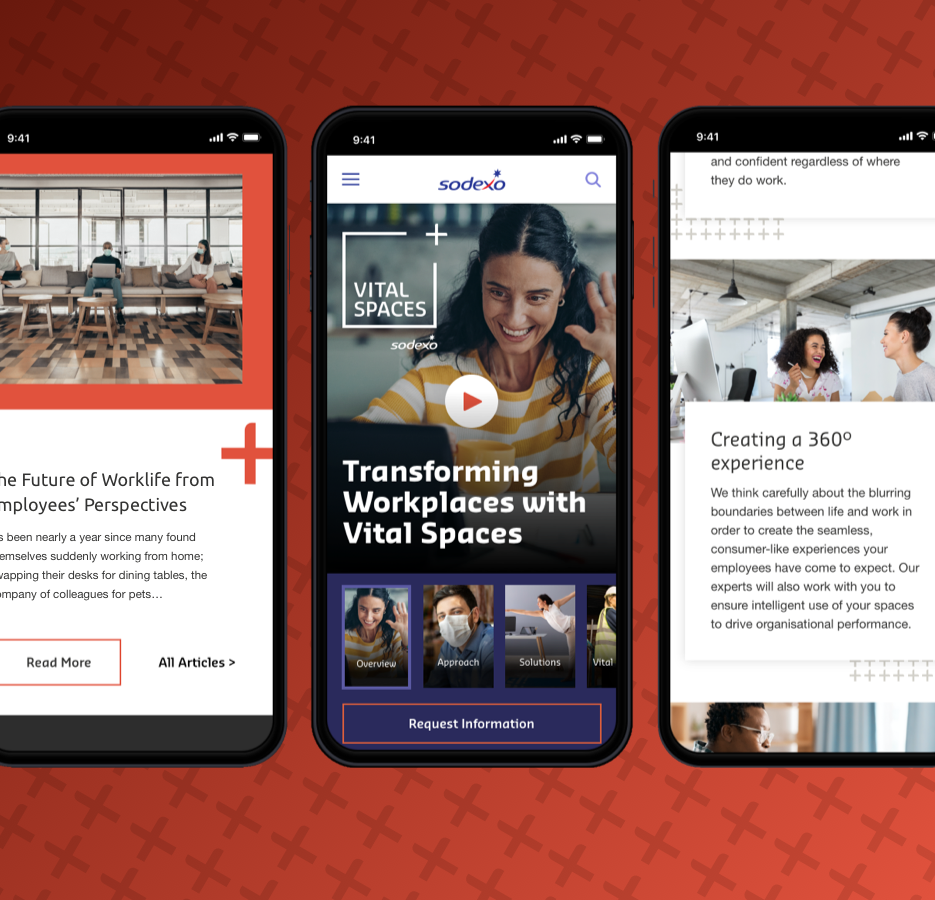 9:41
he Future of Worklife from
mployees' Perspectives
s been nearly a year since many found
emselves suddenly working from home;
wapping their desks for dining tables, the
ompany of colleagues for pets...
Read More
All Articles >
9:41
sodexo
VITAL
SPACES
sodexo
Transforming
Workplaces with
Vital Spaces
Overview
Approach
Solutions
Vital
Request Information
9:41
and confident regardless of where
they do work.
Creating a 360º
experience
We think carefully about the blurring
boundaries between life and work in
order to create the seamless,
consumer-like experiences your
employees have come to expect. Our
experts will also work with you to
ensure intelligent use of your spaces
to drive organisational performance.